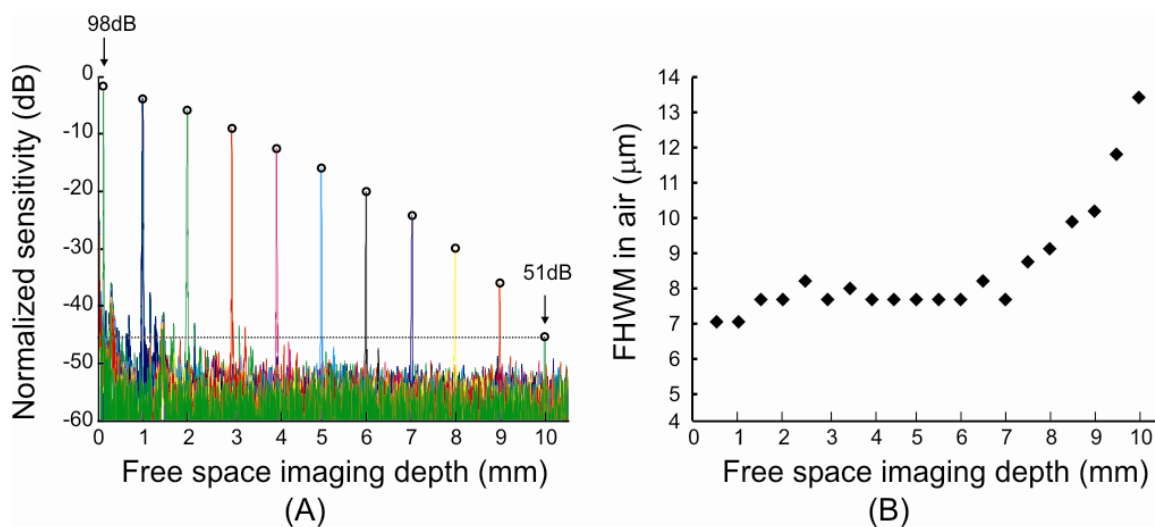 98dB
Normalized sensitivity (dB)
0
-10
-20
-30
-40
-50
-60
51dB
0 1 2 3 4 5 6 7 8 9 10
Free space imaging depth (mm)
(A)
FHWM in air (μm)
14
13
12
11
10
9
8
7
6
5
4
0 1 2 3 4 5 6 7 8 9 10
Free space imaging depth (mm)
(B)